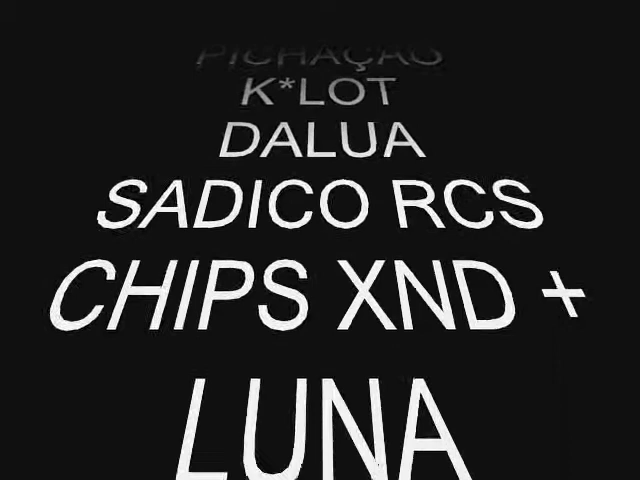 PICHAÇÃO
K*LOT
DALUA
SADICO RCS
CHIPS XND +
LUNA